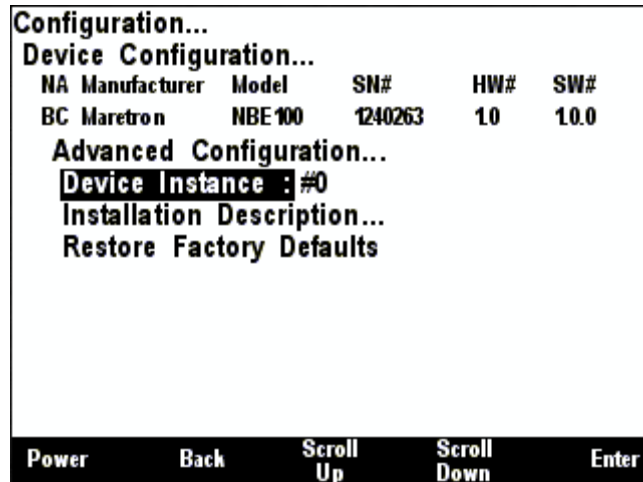 Configuration...
Device Configuration...
NA Manufacturer Model SN# HW# SW#
BC Maretron NBE100 1240263 1.0 1.0.0
Advanced Configuration...
Device Instance : #0
Installation Description...
Restore Factory Defaults
Power Back Scroll Up Scroll Down Enter